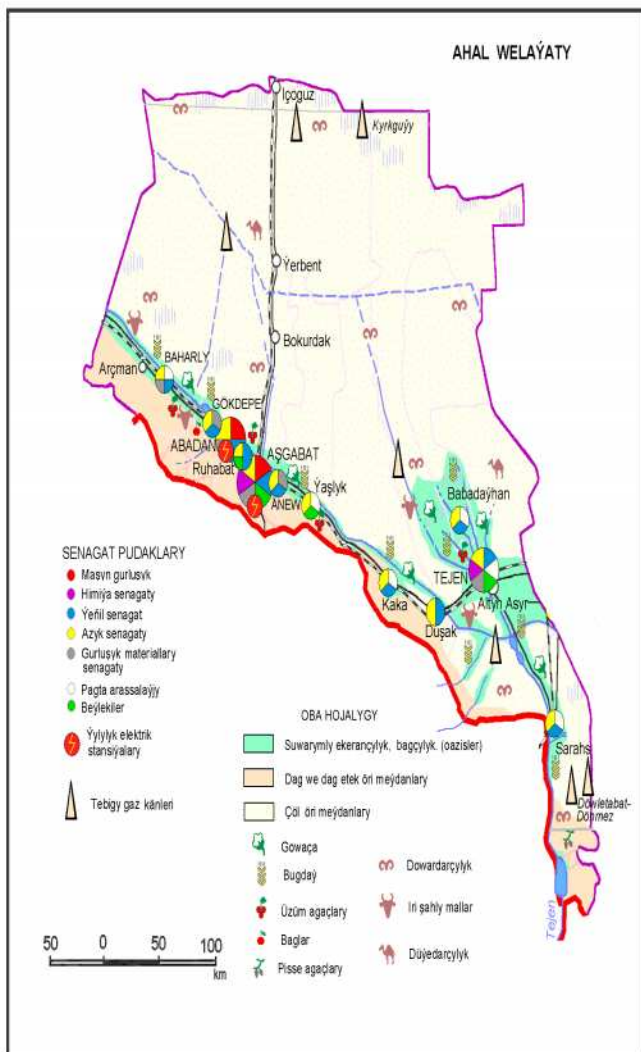 AHAL WELAÝATY
Içoguz
Kyrkguýy
Ýerbent
Bokurdak
BAHARLY
Arçman
GÖKDEPE
ABADAN
AŞGABAT
Ruhabat
ANEW
Ýaşlyk
Babadaýhan
TEJEN
Altyn Asyr
Kaka
Duşak
Sarahs
Döwletabat-
Dönmez
Tejen
SENAGAT PUDAKLARY
Maşyn gurluşyk
Himiýa senagaty
Ýeňil senagat
Azyk senagaty
Gurluşyk materiallary
senagaty
Pagta arassalaýjy
Beýlekiler
Ýylylyk elektrik
stansiýalary
Tebigy gaz känleri
OBA HOJALYGY
Suwarymly ekerançylyk, bagçylyk. (oazisler)
Dag we dag etek öri meýdanlary
Çöl öri meýdanlary
Gowaça
Bugdaý
Üzüm agaçlary
Baglar
Pisse agaçlary
Dowardarçylyk
Iri şahly mallar
Düýedarçylyk
50 0 50 100
km